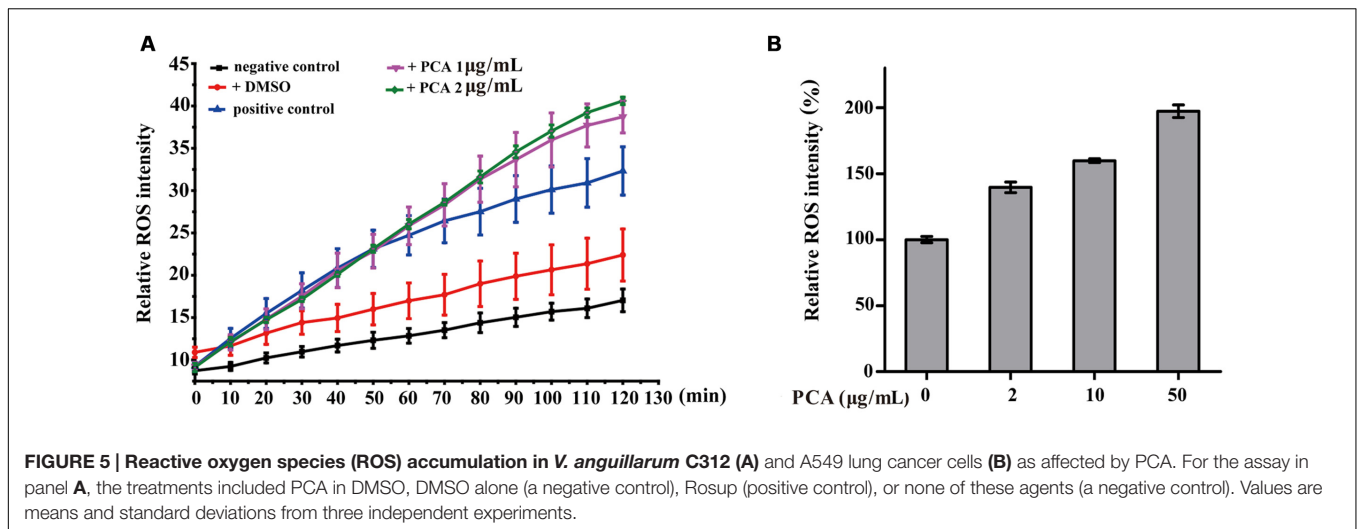 A
Relative ROS intensity
45
40
35
30
25
20
15
10
negative control
+ DMSO
positive control
+ PCA 1µg/mL
+ PCA 2 µg/mL
0 10 20 30 40 50 60 70 80 90 100 110 120 130 (min)
B
Relative ROS intensity (%)
200
150
100
50
0
PCA (µg/mL) 0 2 10 50
FIGURE 5 | Reactive oxygen species (ROS) accumulation in V. anguillarum C312 (A) and A549 lung cancer cells (B) as affected by PCA. For the assay in
panel A, the treatments included PCA in DMSO, DMSO alone (a negative control), Rosup (positive control), or none of these agents (a negative control). Values are
means and standard deviations from three independent experiments.